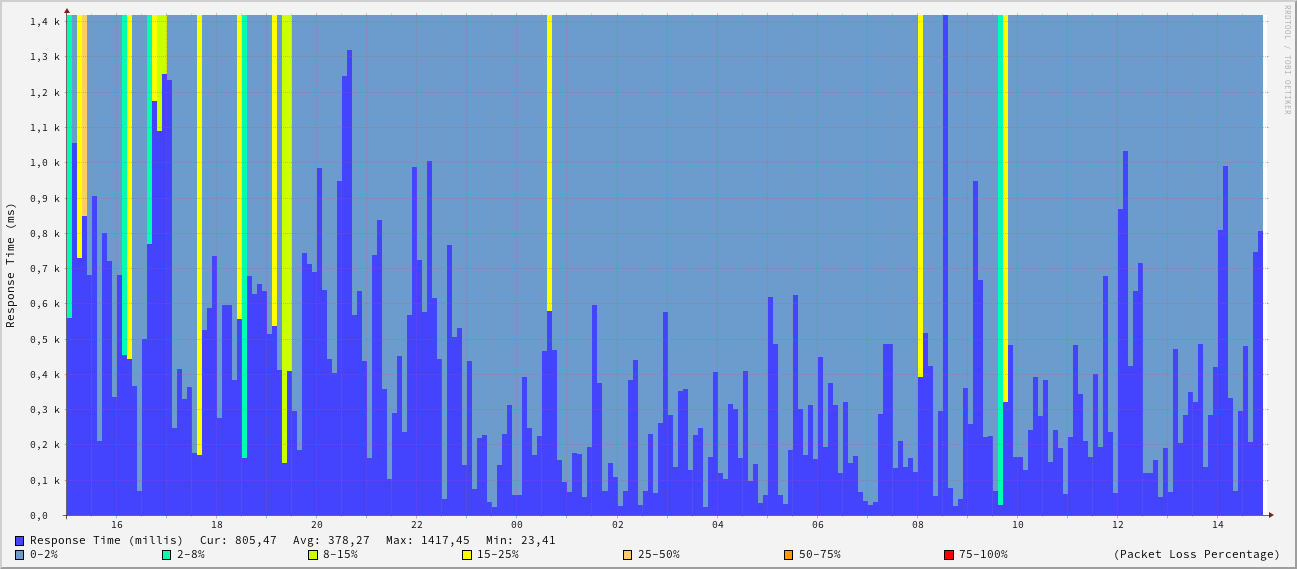 RRDTOOL / TOBI OETIKER
Response Time (ms)
1,4 k
1,3 k
1,2 k
1,1 k
1,0 k
0,9 k
0,8 k
0,7 k
0,6 k
0,5 k
0,4 k
0,3 k
0,2 k
0,1 k
0,0
16 18 20 22 00 02 04 06 08 10 12 14
Response Time (millis) Cur: 805,47 Avg: 378,27 Max: 1417,45 Min: 23,41
0-2% 2-8% 8-15% 15-25% 25-50% 50-75% 75-100% (Packet Loss Percentage)